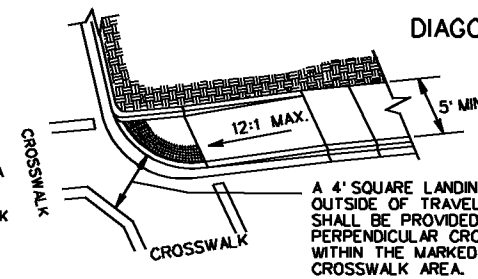 DIAGO
12:1 MAX.
5' MIN
CROSSWALK
A
K
CROSSWALK
A 4' SQUARE LANDIN
OUTSIDE OF TRAVEL
SHALL BE PROVIDED
PERPENDICULAR CRO
WITHIN THE MARKED
CROSSWALK AREA.